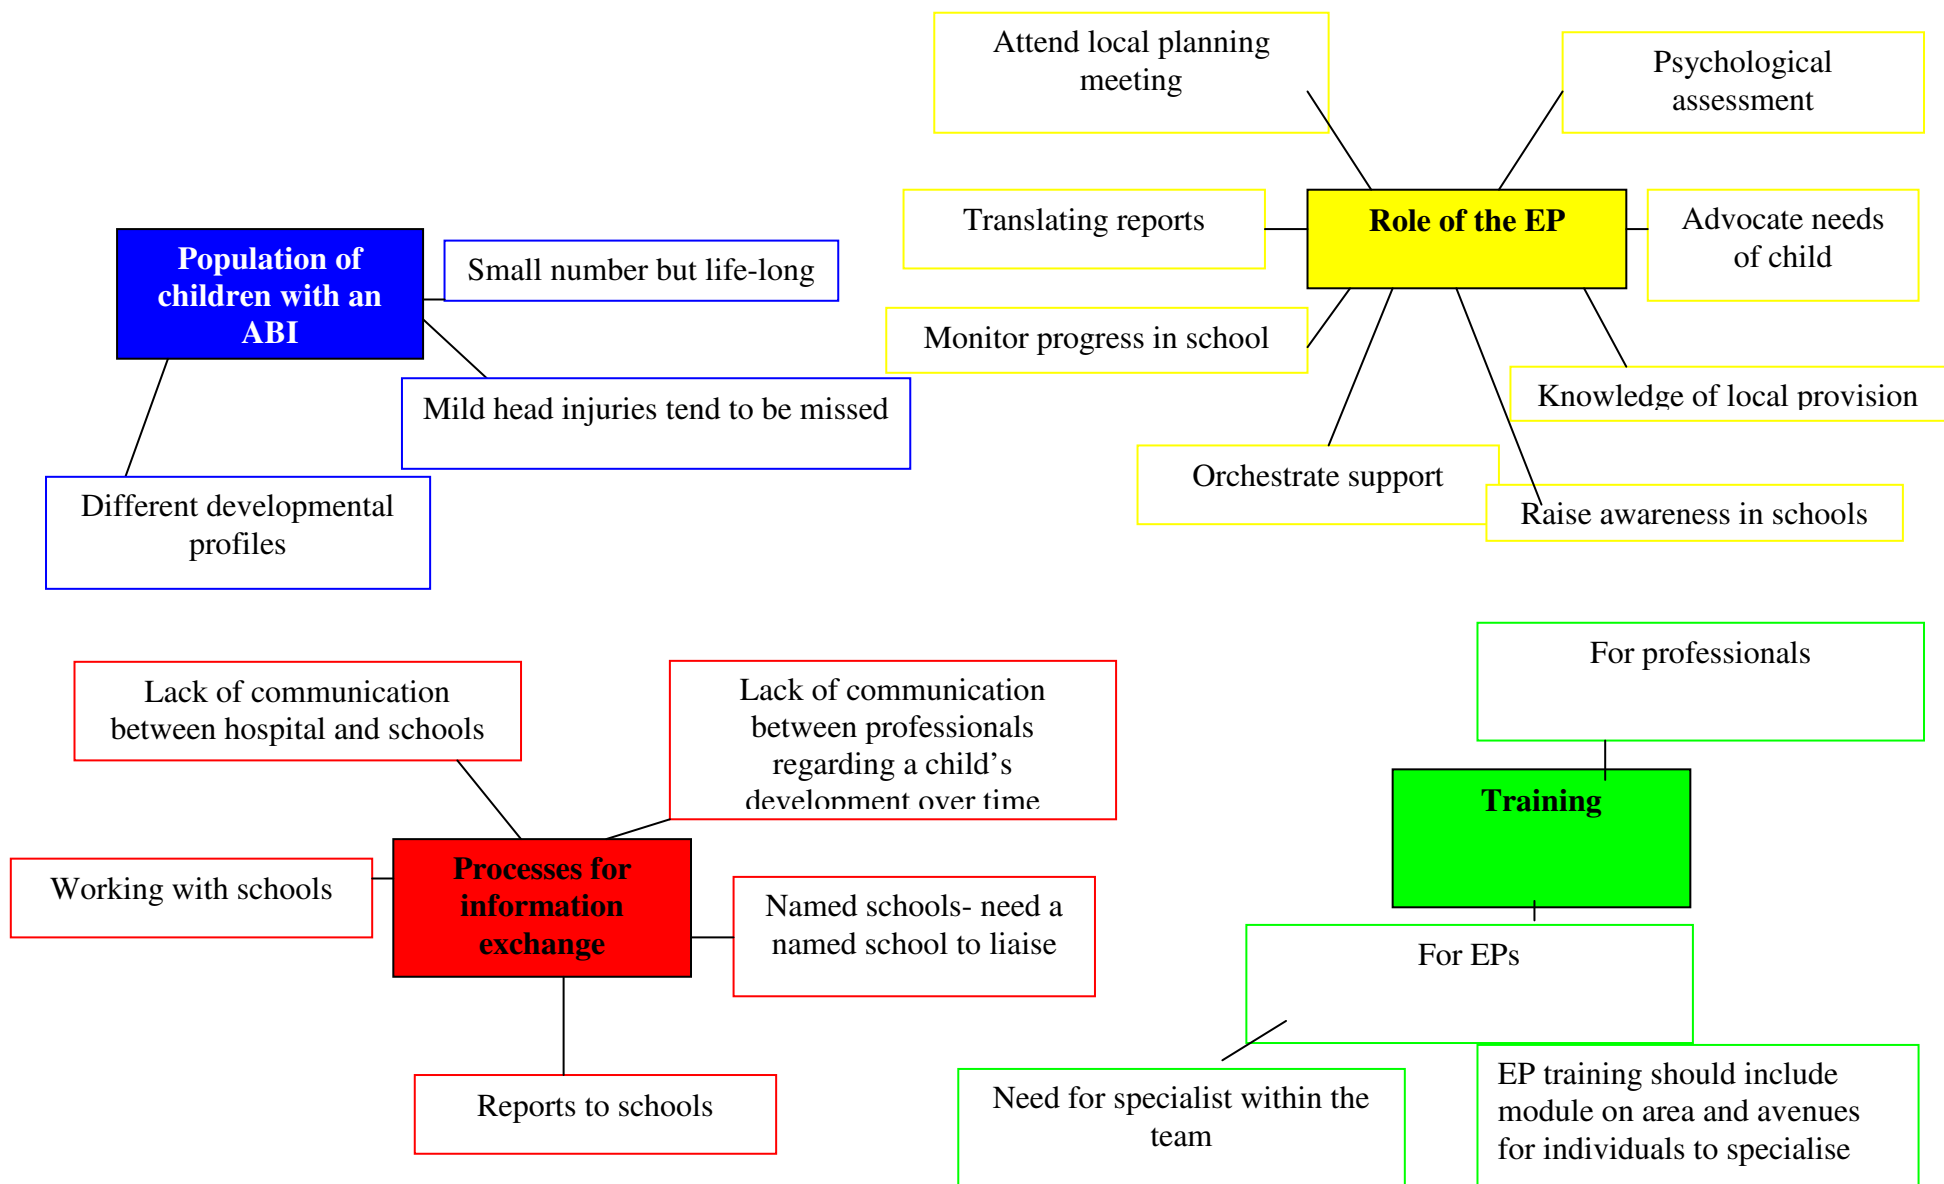 Attend local planning
meeting
Psychological
assessment
Translating reports
Role of the EP
Advocate needs
of child
Population of
children with an
ABI
Small number but life-long
Monitor progress in school
Mild head injuries tend to be missed
Knowledge of local provision
Orchestrate support
Raise awareness in schools
Different developmental
profiles
For professionals
Lack of communication
between hospital and schools
Lack of communication
between professionals
regarding a child’s
development over time
Training
Working with schools
Processes for
information
exchange
Named schools- need a
named school to liaise
For EPs
Reports to schools
Need for specialist within the
team
EP training should include
module on area and avenues
for individuals to specialise